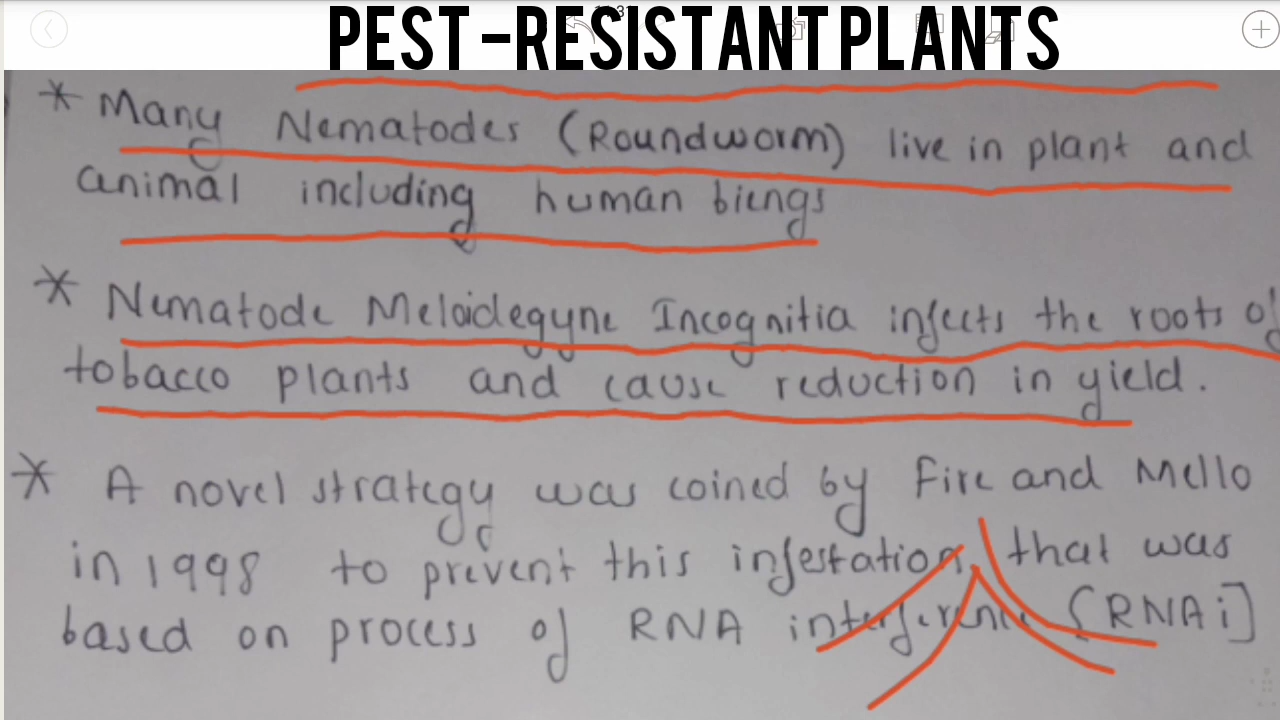 PEST-RESISTANT PLANTS
* Many Nematodes (Roundworm) live in plant and
animal including human biengs
* Nematode Meloidegyne Incognitia infects the roots of
tobacco plants and cause reduction in yield.
* A novel strategy was coined by Fire and Mello
in 1998 to prevent this infestation that was
based on process of RNA interference [RNAi]